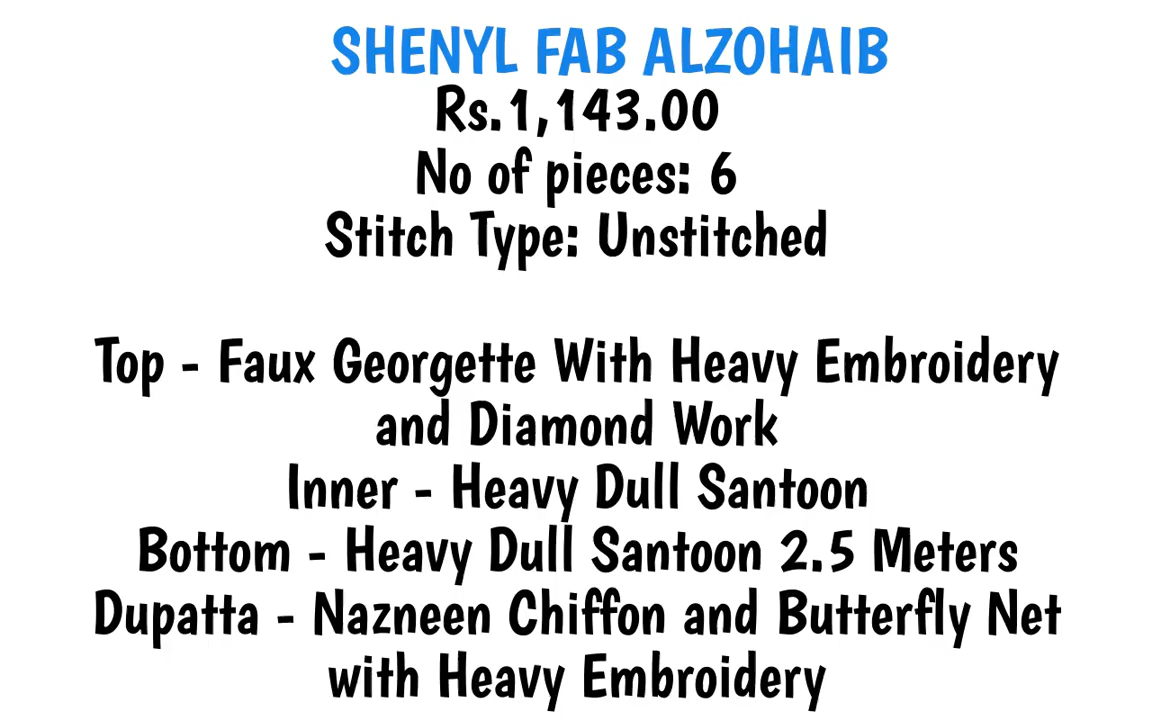 SHENYL FAB ALZOHAIB
Rs.1,143.00
No of pieces: 6
Stitch Type: Unstitched
Top - Faux Georgette With Heavy Embroidery
and Diamond Work
Inner - Heavy Dull Santoon
Bottom - Heavy Dull Santoon 2.5 Meters
Dupatta - Nazneen Chiffon and Butterfly Net
with Heavy Embroidery